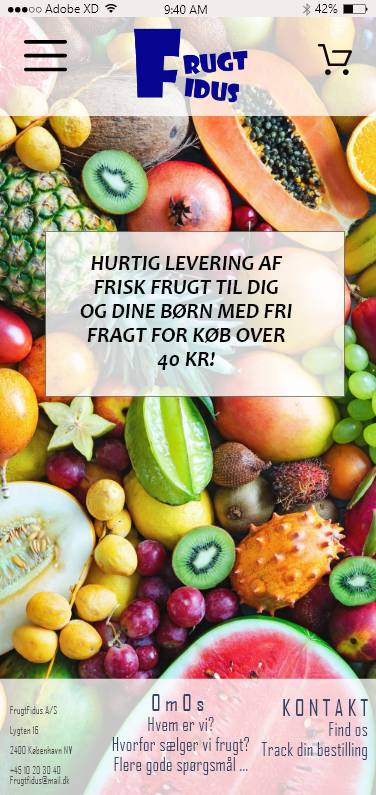 Adobe XD 9:40 AM 42%
FRUGT
FIDUS
HURTIG LEVERING AF
FRISK FRUGT TIL DIG
OG DINE BØRN MED FRI
FRAGT FOR KØB OVER
40 KR!
FrugtFidus A/S
Lygten 16
2400 København NV
+45 10 20 30 40
Frugtfidus@mail.dk
Om Os
Hvem er vi?
Hvorfor sælger vi frugt?
Flere gode spørgsmål ...
KONTAKT
Find os
Track din bestilling